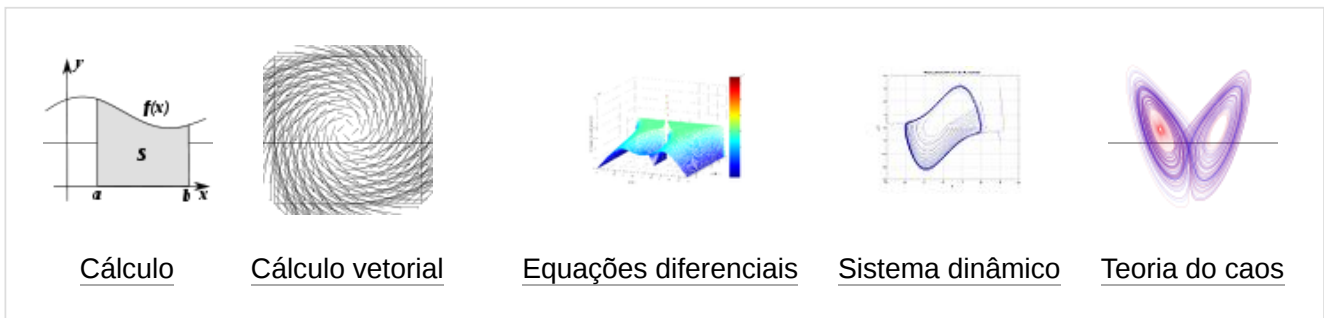 y
f(x)
S
a b x
Cálculo Cálculo vetorial Equações diferenciais Sistema dinâmico Teoria do caos